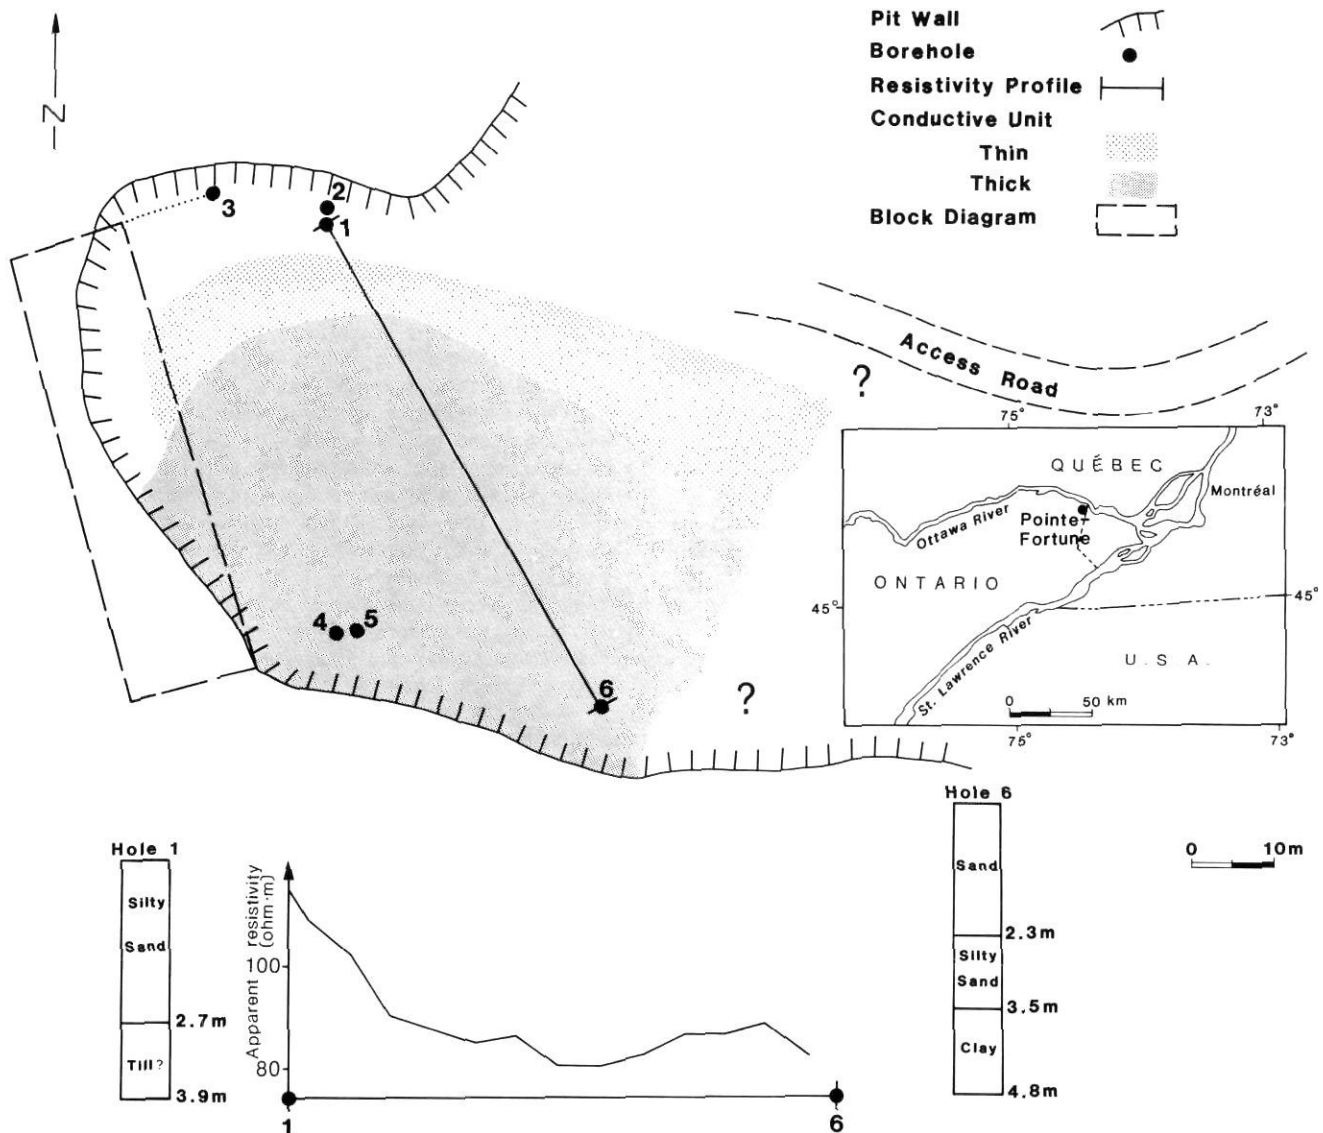 N
Pit Wall
Borehole
Resistivity Profile
Conductive Unit
Thin
Thick
Block Diagram
3
2
1
4
5
6
?
?
Access Road
75°
73°
QUÉBEC
Montréal
Ottawa River
Pointe-
Fortune
ONTARIO
45°
45°
St. Lawrence River
U.S.A.
0 50 km
75°
73°
Hole 1
Silty
Sand
2.7m
Till?
3.9m
Apparent resistivity
(ohm·m)
100
80
1
6
Hole 6
Sand
2.3m
Silty
Sand
3.5m
Clay
4.8m
0 10m